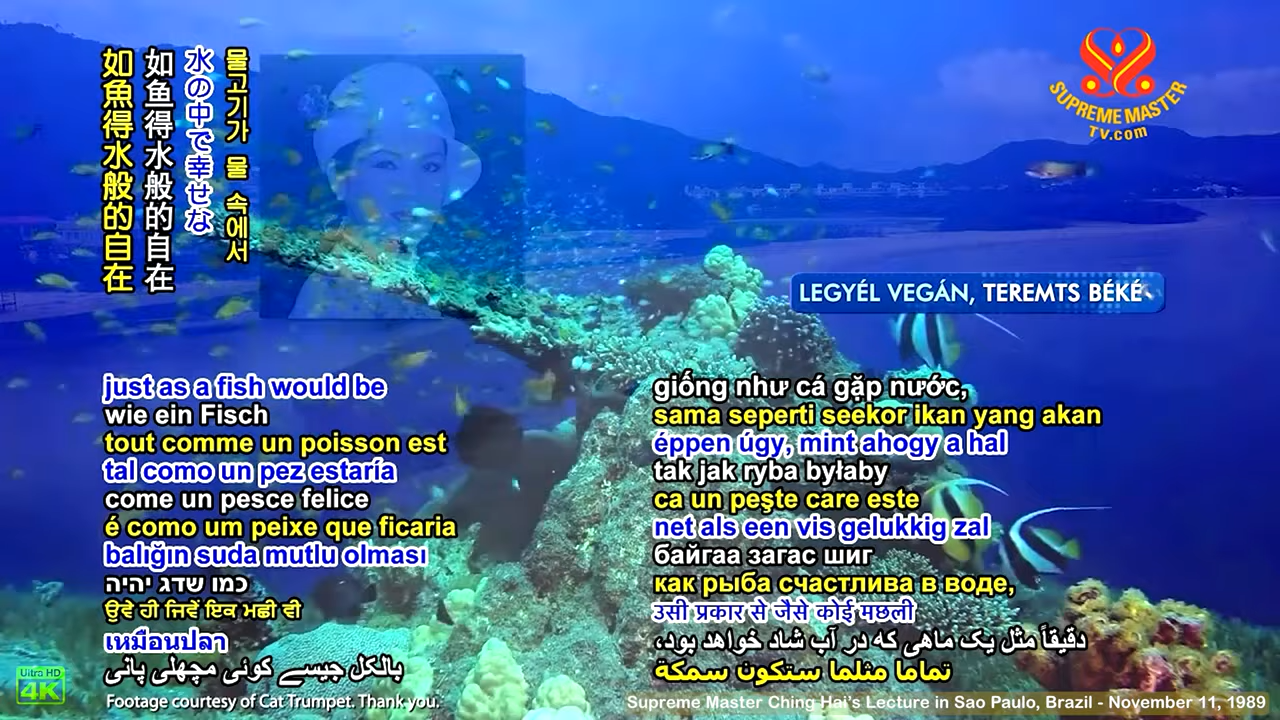 如魚得水般的自在
如鱼得水般的自在
水の中で幸せな
물고기가 물 속에서
SUPREME MASTER
TV.com
LEGYÉL VEGÁN, TEREMTS BÉKÉ
just as a fish would be
wie ein Fisch
tout comme un poisson est
tal como un pez estaría
come un pesce felice
é como um peixe que ficaria
balığın suda mutlu olması
כמו שדג יהיה
ਉਵੇ ਹੀ ਜਿਵੇਂ ਇਕ ਮਛੀ ਵੀ
เหมือนปลา
بالکل جیسے کوئی مچھلی پانی
giống như cá gặp nước,
sama seperti seekor ikan yang akan
éppen úgy, mint ahogy a hal
tak jak ryba byłaby
ca un peşte care este
net als een vis gelukkig zal
байгаа загас шиг
как рыба счастлива в воде,
उसी प्रकार से जैसे कोई मछली
دقیقاً مثل یک ماهی که در آب شاد خواهد بود،
تماما مثلما ستكون سمكة
Ultra HD
4K
Footage courtesy of Cat Trumpet. Thank you.
Supreme Master Ching Hai's Lecture in Sao Paulo, Brazil - November 11, 1989